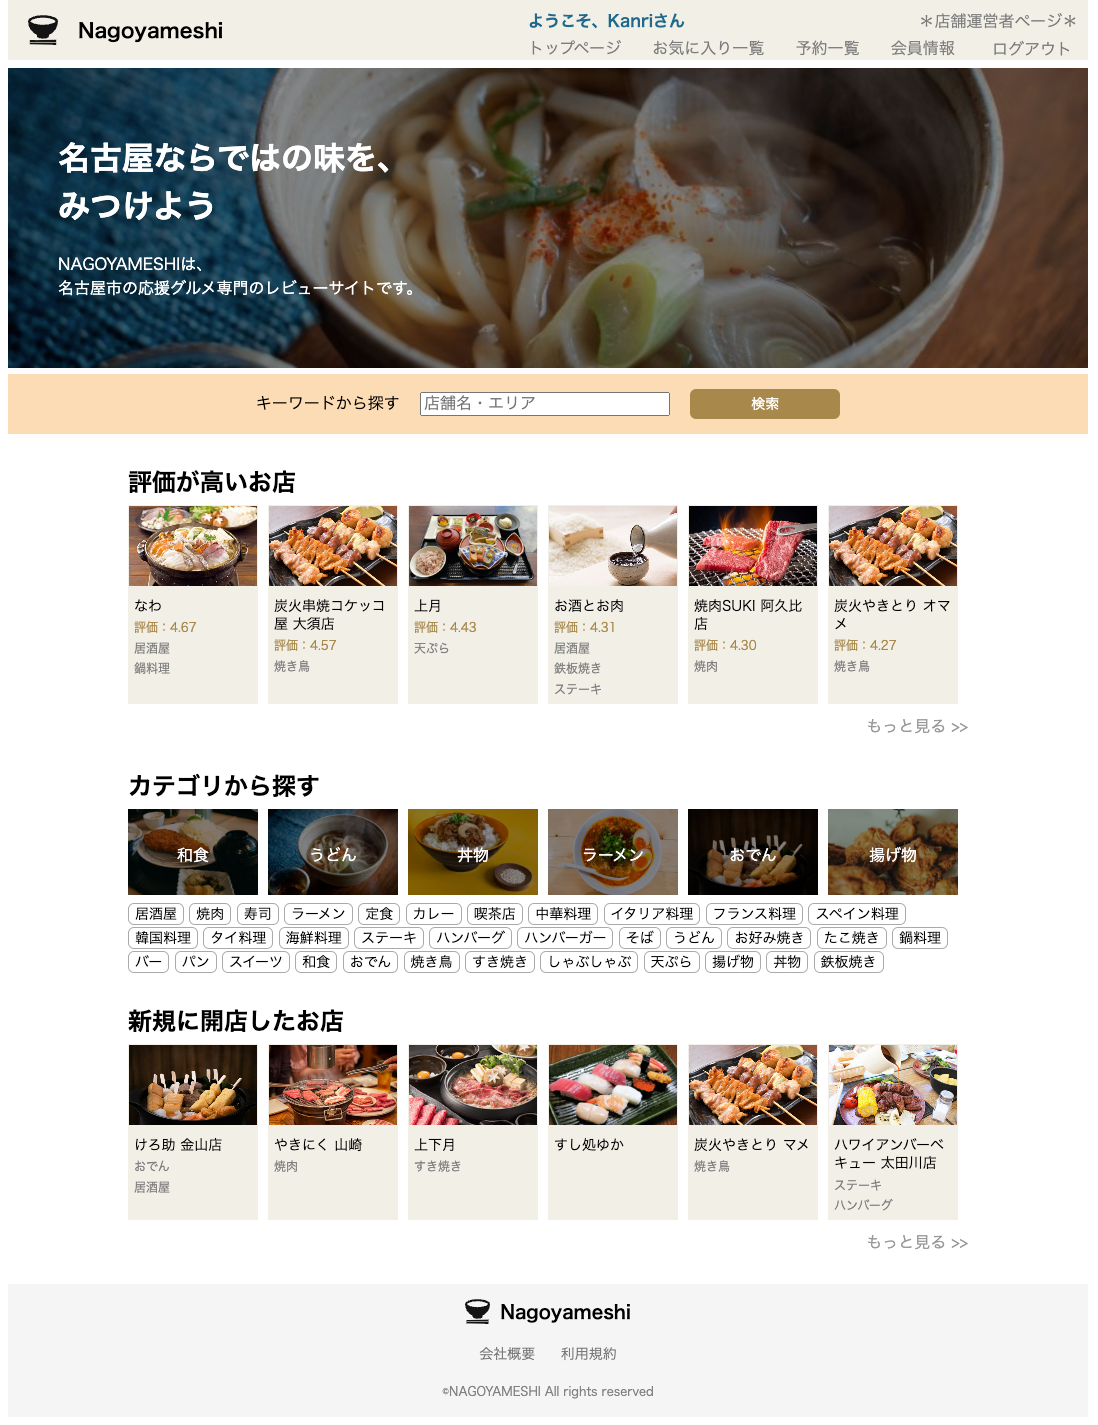 Nagoyameshi
ようこそ、Kanriさん
＊店舗運営者ページ＊
トップページ お気に入り一覧 予約一覧 会員情報 ログアウト
名古屋ならではの味を、
みつけよう
NAGOYAMESHIは、
名古屋市の応援グルメ専門のレビューサイトです。
キーワードから探す 店舗名・エリア 検索
評価が高いお店
なわ
評価：4.67
居酒屋
鍋料理
炭火串焼コケッコ
屋 大須店
評価：4.57
焼き鳥
上月
評価：4.43
天ぷら
お酒とお肉
評価：4.31
居酒屋
鉄板焼き
ステーキ
焼肉SUKI 阿久比
店
評価：4.30
焼肉
炭火やきとり オマ
メ
評価：4.27
焼き鳥
もっと見る >>
カテゴリから探す
和食 うどん 丼物 ラーメン おでん 揚げ物
居酒屋 焼肉 寿司 ラーメン 定食 カレー 喫茶店 中華料理 イタリア料理 フランス料理 スペイン料理
韓国料理 タイ料理 海鮮料理 ステーキ ハンバーグ ハンバーガー そば うどん お好み焼き たこ焼き 鍋料理
バー パン スイーツ 和食 おでん 焼き鳥 すき焼き しゃぶしゃぶ 天ぷら 揚げ物 丼物 鉄板焼き
新規に開店したお店
けろ助 金山店
おでん
居酒屋
やきにく 山崎
焼肉
上下月
すき焼き
すし処ゆか
炭火やきとり マメ
焼き鳥
ハワイアンバーベ
キュー 太田川店
ステーキ
ハンバーグ
もっと見る >>
Nagoyameshi
会社概要 利用規約
©NAGOYAMESHI All rights reserved